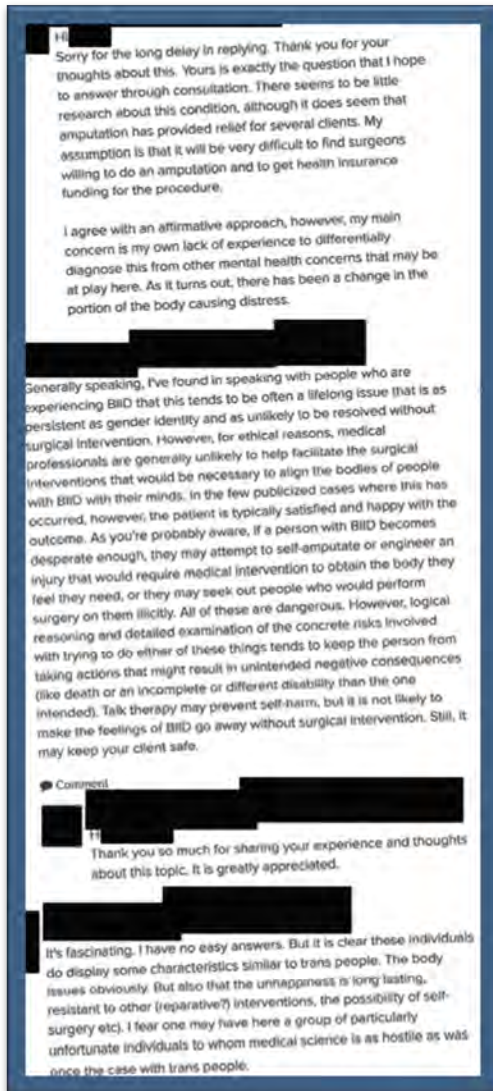 Hi
Sorry for the long delay in replying. Thank you for your
thoughts about this. Yours is exactly the question that I hope
to answer through consultation. There seems to be little
research about this condition, although it does seem that
amputation has provided relief for several clients. My
assumption is that it will be very difficult to find surgeons
willing to do an amputation and to get health insurance
funding for the procedure.
I agree with an affirmative approach, however, my main
concern is my own lack of experience to differentially
diagnose this from other mental health concerns that may be
at play here. As it turns out, there has been a change in the
portion of the body causing distress.
Generally speaking, I've found in speaking with people who are
experiencing BIID that this tends to be often a lifelong issue that is as
persistent as gender identity and as unlikely to be resolved without
surgical intervention. However, for ethical reasons, medical
professionals are generally unlikely to help facilitate the surgical
interventions that would be necessary to align the bodies of people
with BIID with their minds. In the few publicized cases where this has
occurred, however, the patient is typically satisfied and happy with the
outcome. As you're probably aware, if a person with BIID becomes
desperate enough, they may attempt to self-amputate or engineer an
injury that would require medical intervention to obtain the body they
feel they need, or they may seek out people who would perform
surgery on them illicitly. All of these are dangerous. However, logical
reasoning and detailed examination of the concrete risks involved
with trying to do either of these things tends to keep the person from
taking actions that might result in unintended negative consequences
(like death or an incomplete or different disability than the one
intended). Talk therapy may prevent self-harm, but it is not likely to
make the feelings of BIID go away without surgical intervention. Still, it
may keep your client safe.
Comment
Thank you so much for sharing your experience and thoughts
about this topic. It is greatly appreciated.
It's fascinating. I have no easy answers. But it is clear these individuals
do display some characteristics similar to trans people. The body
issues obviously. But also that the unhappiness is long lasting,
resistant to other (reparative?) interventions, the possibility of self-
surgery etc). I fear one may have here a group of particularly
unfortunate individuals to whom medical science is as hostile as was
once the case with trans people.